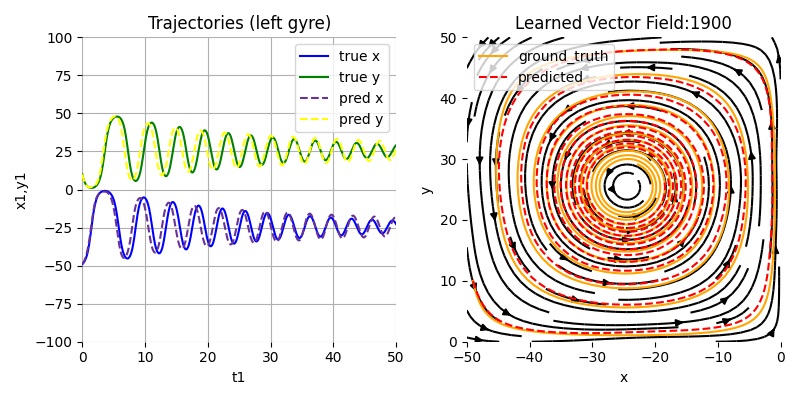 Trajectories (left gyre)
100
75
50
25
0
−25
−50
−75
−100
x1,y1
0
10
20
30
40
50
t1
true x
true y
pred x
pred y
Learned Vector Field:1900
50
40
30
20
10
0
y
−50
−40
−30
−20
−10
0
x
ground_truth
predicted